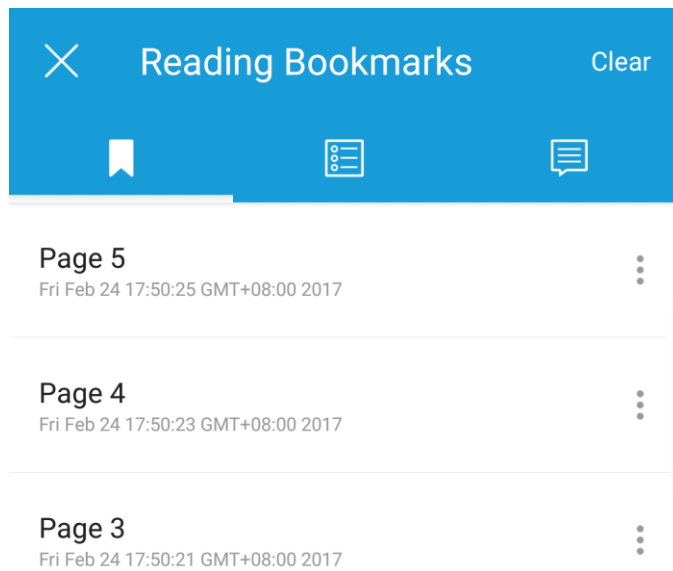 Reading Bookmarks Clear
Page 5
Fri Feb 24 17:50:25 GMT+08:00 2017
Page 4
Fri Feb 24 17:50:23 GMT+08:00 2017
Page 3
Fri Feb 24 17:50:21 GMT+08:00 2017